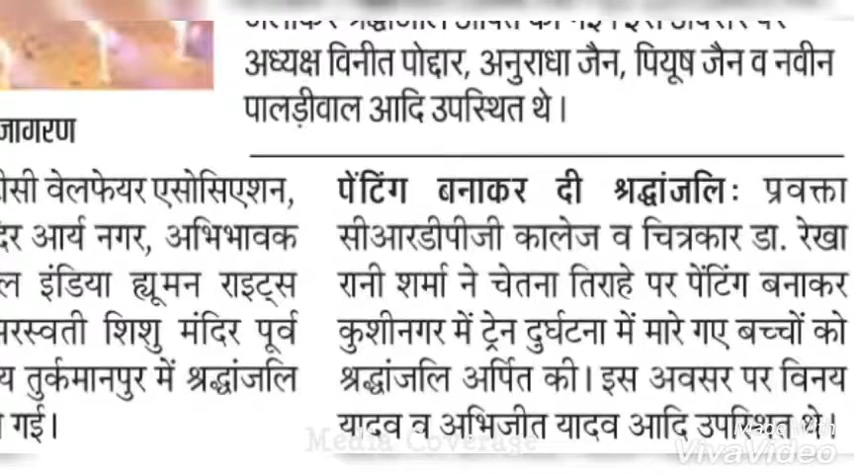 अध्यक्ष विनीत पोद्दार, अनुराधा जैन, पियूष जैन व नवीन
पालड़ीवाल आदि उपस्थित थे।
जागरण
वेलफेयर एसोसिएशन,
आर्य नगर, अभिभावक
इंडिया ह्यूमन राइट्स
शिशु मंदिर पूर्व
तुर्कमानपुर में श्रद्धांजलि
गई।
पेंटिंग बनाकर दी श्रद्धांजलि: प्रवक्ता
सीआरडीपीजी कालेज व चित्रकार डा. रेखा
रानी शर्मा ने चेतना तिराहे पर पेंटिंग बनाकर
कुशीनगर में ट्रेन दुर्घटना में मारे गए बच्चों को
श्रद्धांजलि अर्पित की। इस अवसर पर विनय
यादव व अभिजीत यादव आदि उपस्थित थे।
Media Coverage
Made With
VivaVideo